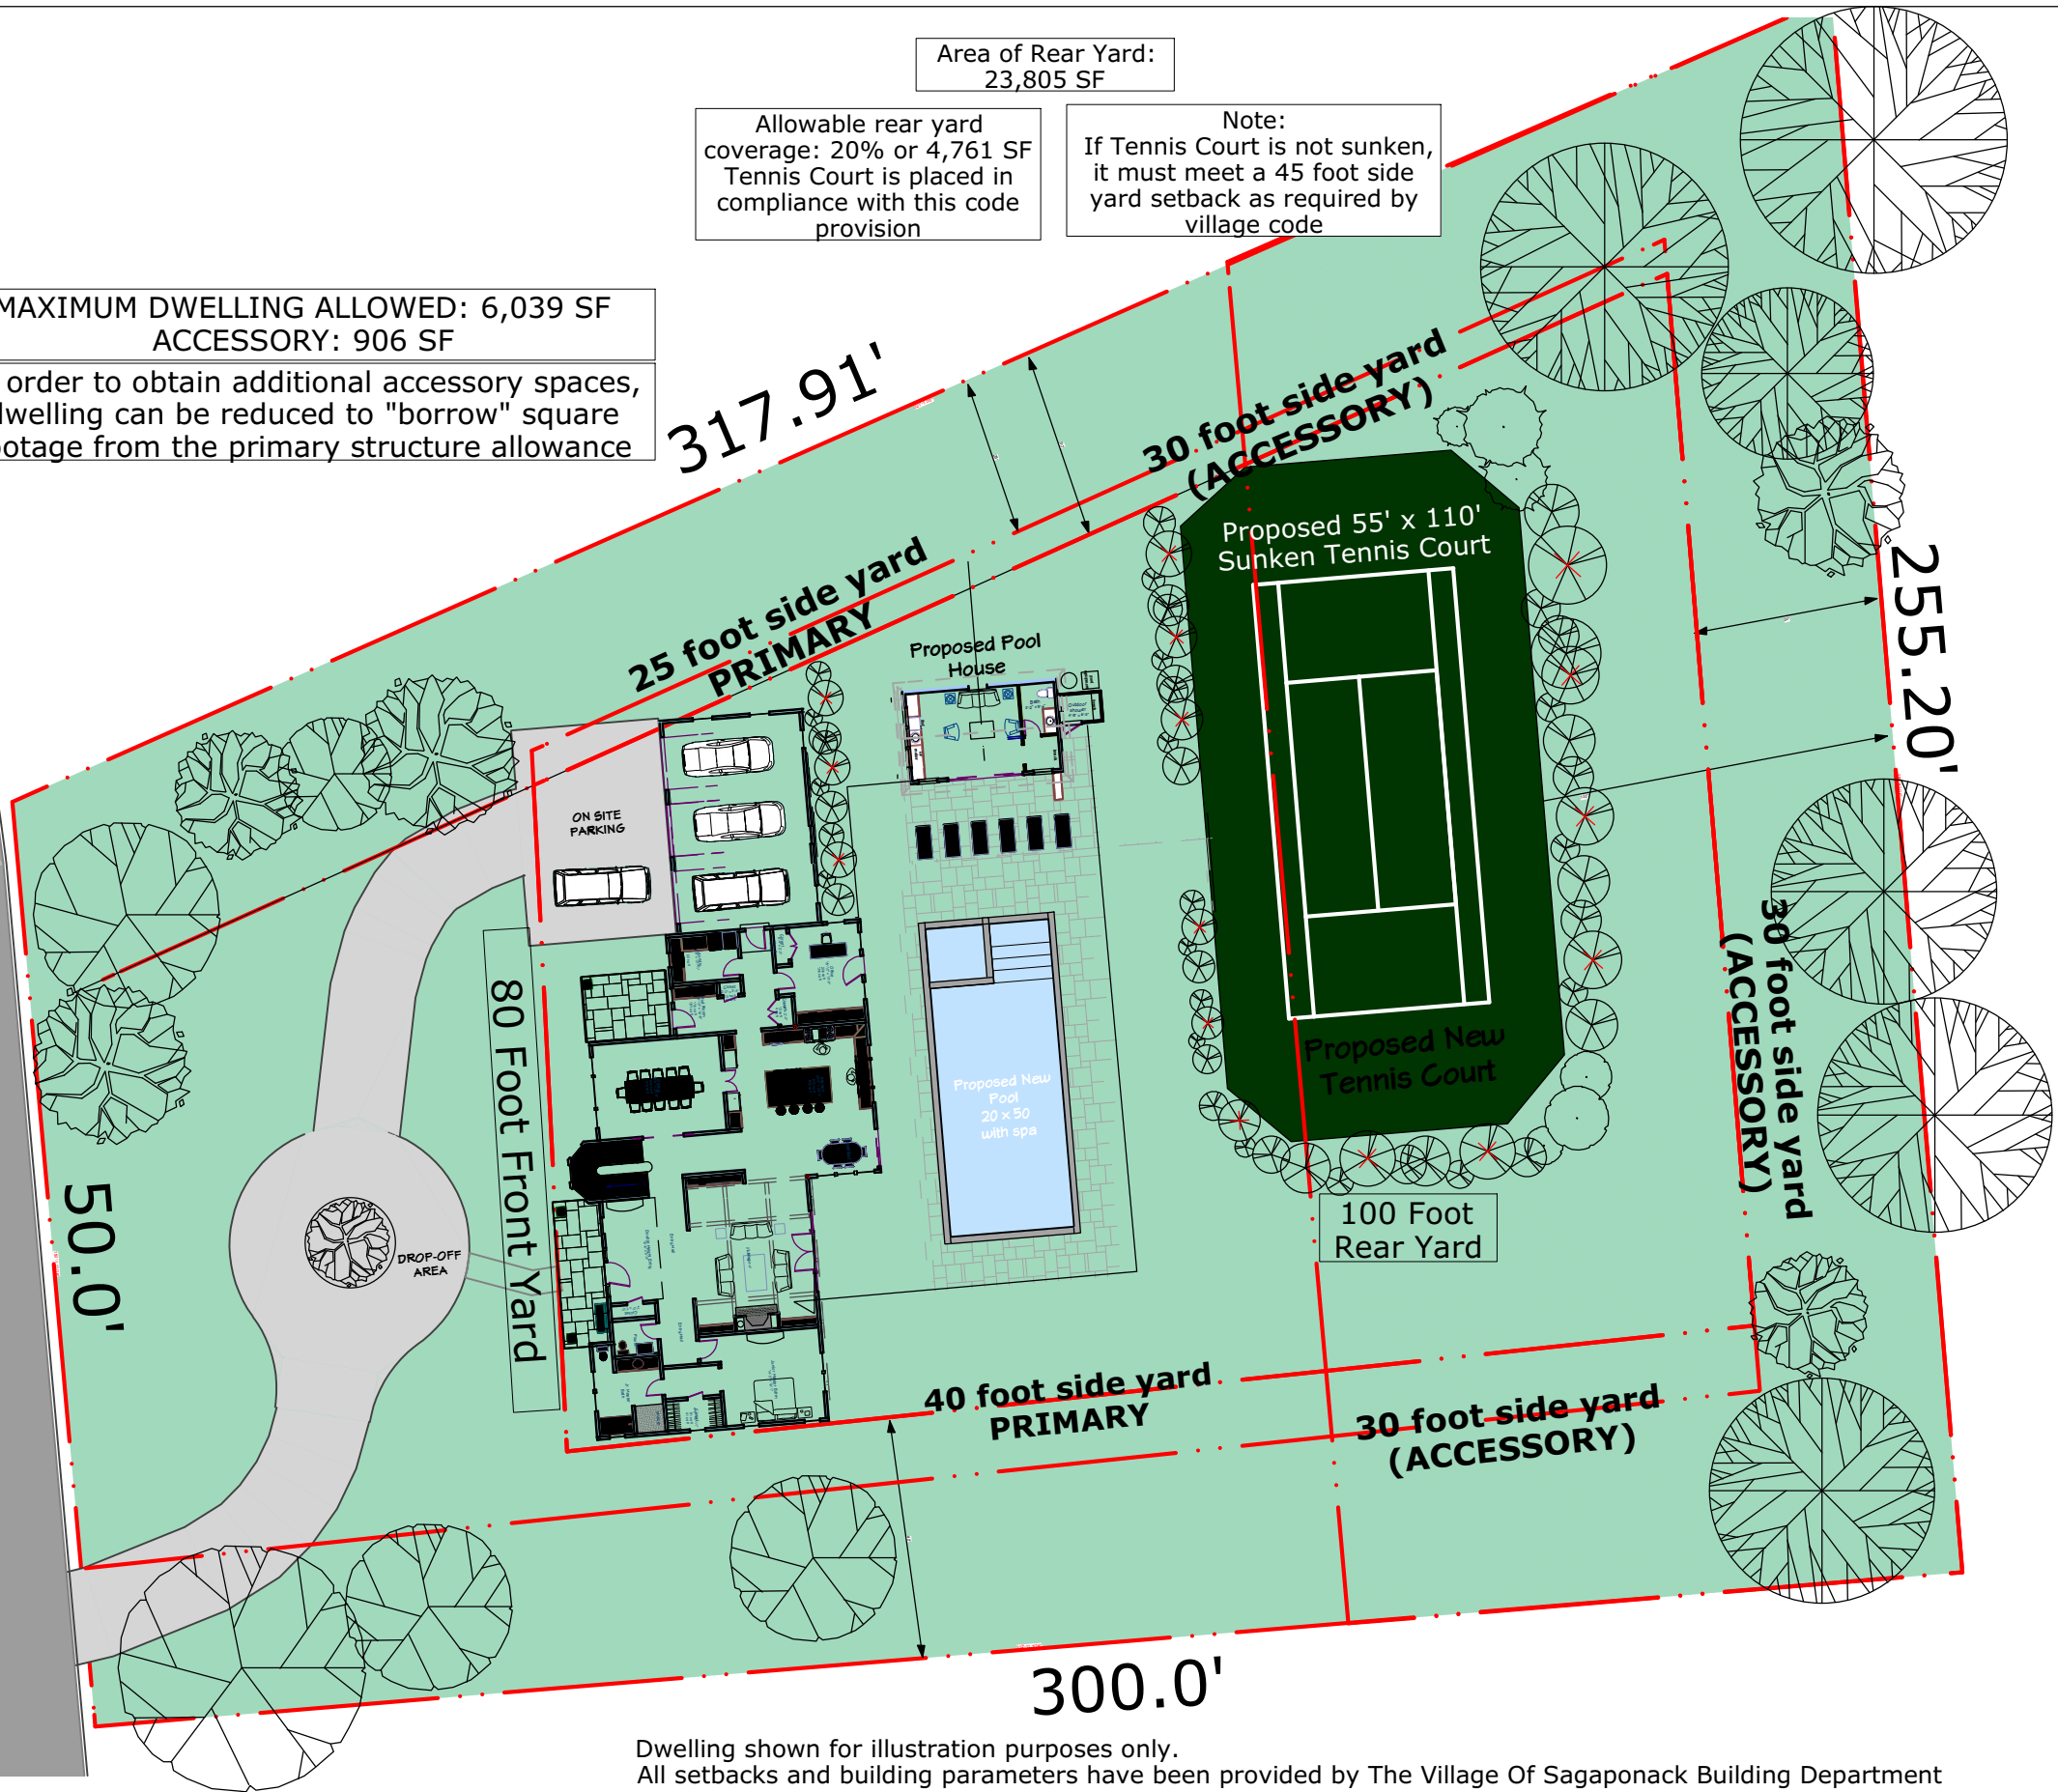 Area of Rear Yard:
23,805 SF
Allowable rear yard
coverage: 20% or 4,761 SF
Tennis Court is placed in
compliance with this code
provision
Note:
If Tennis Court is not sunken,
it must meet a 45 foot side
yard setback as required by
village code
MAXIMUM DWELLING ALLOWED: 6,039 SF
ACCESSORY: 906 SF
order to obtain additional accessory spaces,
dwelling can be reduced to "borrow" square
footage from the primary structure allowance
317.91'
30 foot side yard
(ACCESSORY)
25 foot side yard
PRIMARY
Proposed 55' x 110'
Sunken Tennis Court
255.20'
Proposed Pool
House
ON SITE
PARKING
80 Foot Front Yard
Proposed New
Pool
20 x 50
with spa
Proposed New
Tennis Court
30 foot side yard
(ACCESSORY)
50.0'
DROP-OFF
AREA
100 Foot
Rear Yard
40 foot side yard
PRIMARY
30 foot side yard
(ACCESSORY)
300.0'
Dwelling shown for illustration purposes only.
All setbacks and building parameters have been provided by The Village Of Sagaponack Building Department